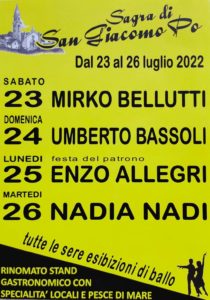 Sagra di
San Giacomo Po
Dal 23 al 26 luglio 2022
SABATO
23 MIRKO BELLUTTI
DOMENICA
24 UMBERTO BASSOLI
LUNEDI festa del patrono
25 ENZO ALLEGRI
MARTEDI
26 NADIA NADI
tutte le sere esibizioni di ballo
RINOMATO STAND
GASTRONOMICO CON
SPECIALITA' LOCALI E PESCE DI MARE